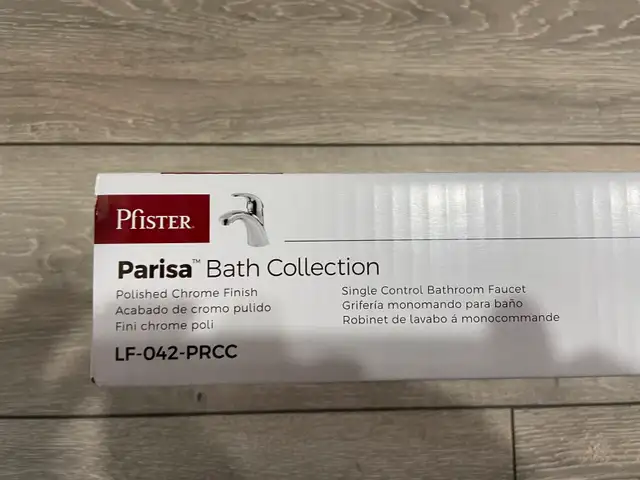 PFISTER.
Parisa™ Bath Collection
Polished Chrome Finish
Acabado de cromo pulido
Fini chrome poli
Single Control Bathroom Faucet
Grifería monomando para baño
Robinet de lavabo á monocommande
LF-042-PRCC